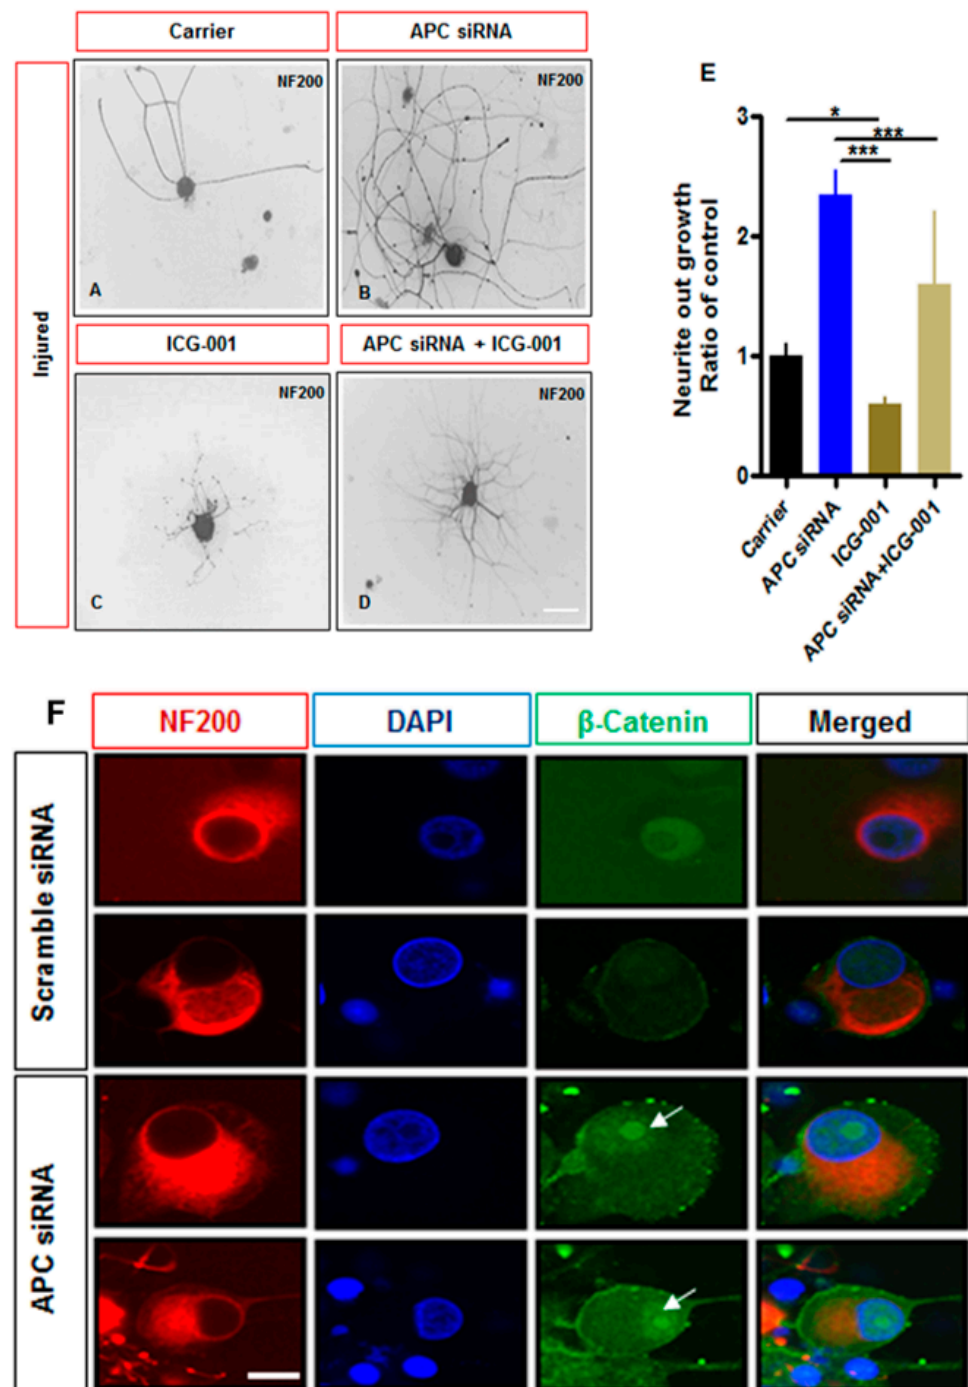 Carrier
APC siRNA
Injured
NF200
A
NF200
B
ICG-001
APC siRNA + ICG-001
NF200
C
NF200
D
E
Neurite out growth
Ratio of control
3
2
1
0
*
***
***
Carrier
APC siRNA
ICG-001
APC siRNA+ICG-001
F
NF200
DAPI
β-Catenin
Merged
Scramble siRNA
APC siRNA